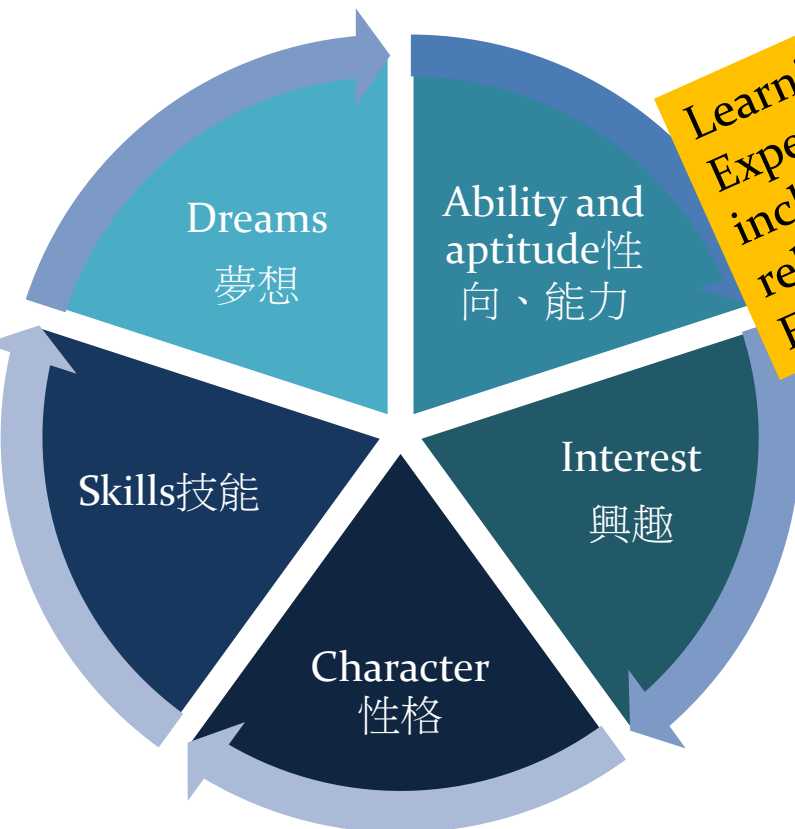 Dreams
夢想
Ability and
aptitude性
向、能力
Interest
興趣
Character
性格
Skills技能